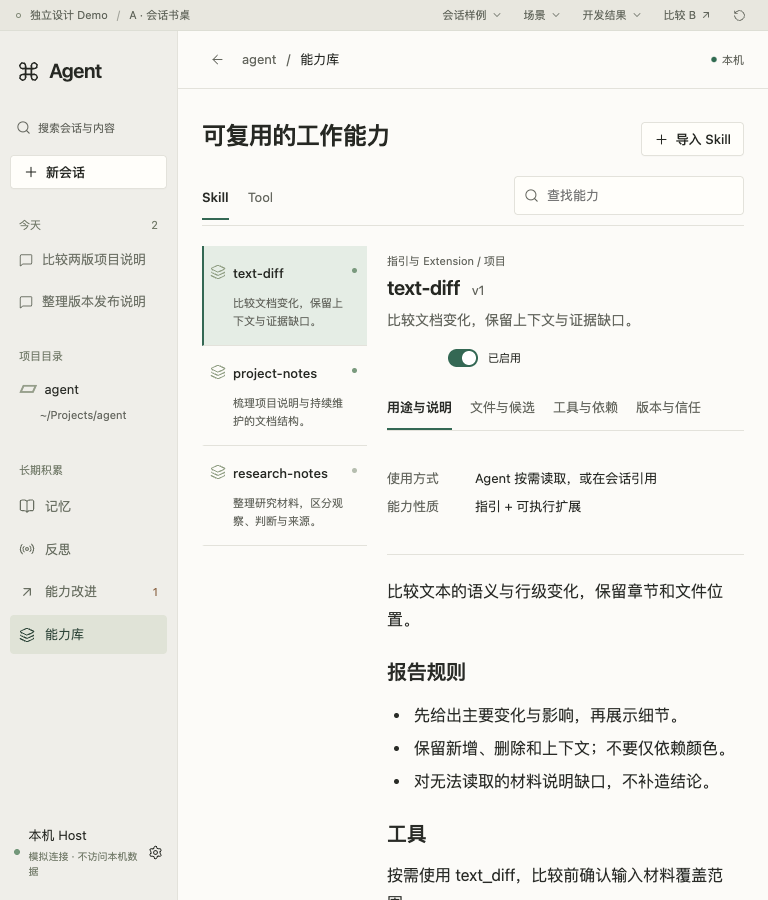 独立设计 Demo / A · 会话书桌
会话样例
场景
开发结果
比较 B
Agent
搜索会话与内容
新会话
今天 2
比较两版项目说明
整理版本发布说明
项目目录
agent
~/Projects/agent
长期积累
记忆
反思
能力改进 1
能力库
本机 Host
模拟连接 · 不访问本机数
据
agent / 能力库
本机
可复用的工作能力
导入 Skill
Skill Tool
查找能力
text-diff
比较文档变化，保留上
下文与证据缺口。
project-notes
梳理项目说明与持续维
护的文档结构。
research-notes
整理研究材料，区分观
察、判断与来源。
指引与 Extension / 项目
text-diff v1
比较文档变化，保留上下文与证据缺口。
已启用
用途与说明 文件与候选 工具与依赖 版本与信任
使用方式 Agent 按需读取，或在会话引用
能力性质 指引 + 可执行扩展
比较文本的语义与行级变化，保留章节和文件位
置。
报告规则
先给出主要变化与影响，再展示细节。
保留新增、删除和上下文；不要仅依赖颜色。
对无法读取的材料说明缺口，不补造结论。
工具
按需使用 text_diff，比较前确认输入材料覆盖范